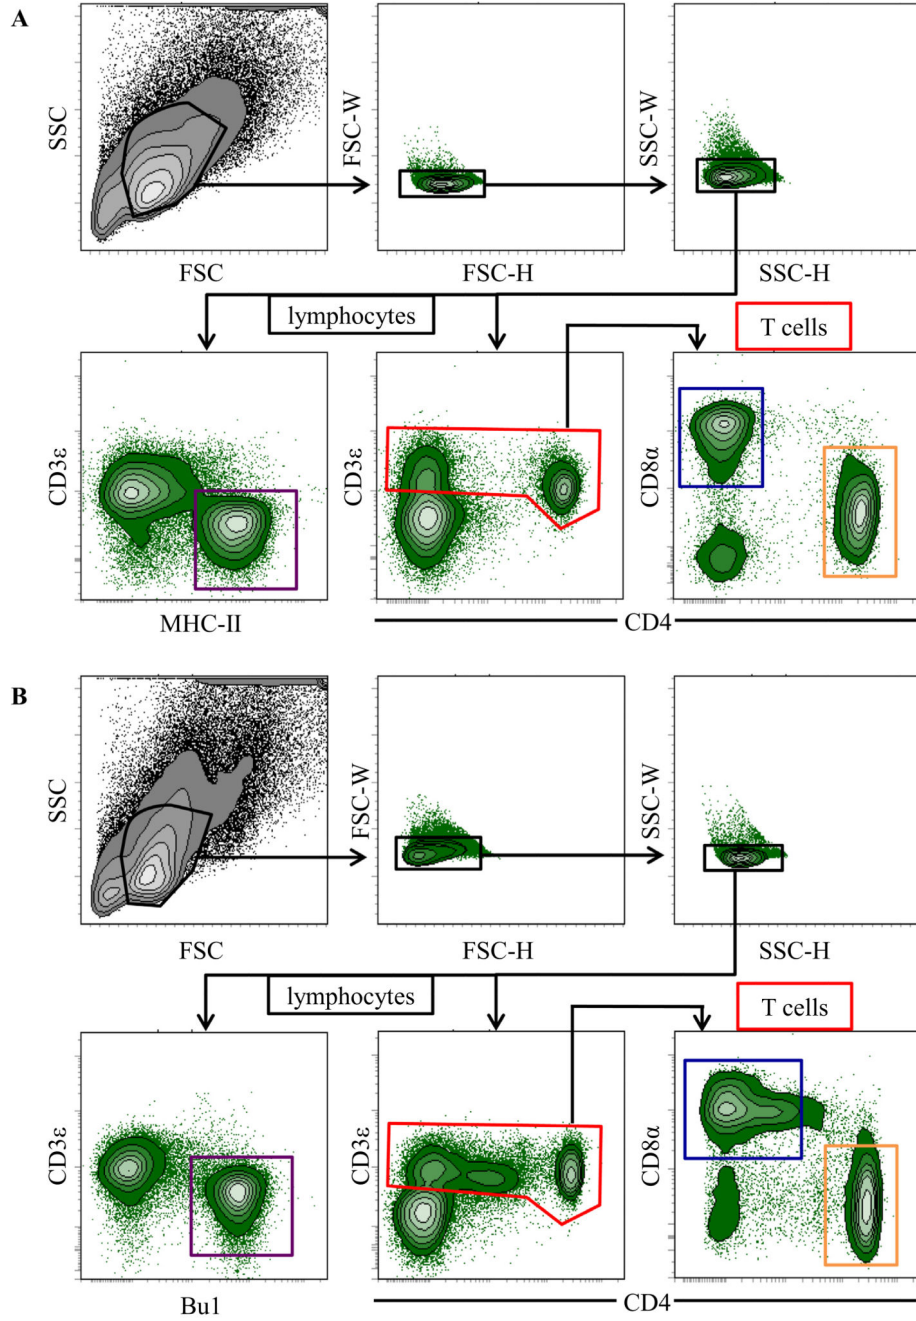 A
SSC
FSC-W
SSC-W
FSC
FSC-H
SSC-H
lymphocytes
T cells
CD3ε
CD3ε
CD8α
MHC-II
CD4
B
SSC
FSC-W
SSC-W
FSC
FSC-H
SSC-H
lymphocytes
T cells
CD3ε
CD3ε
CD8α
Bu1
CD4